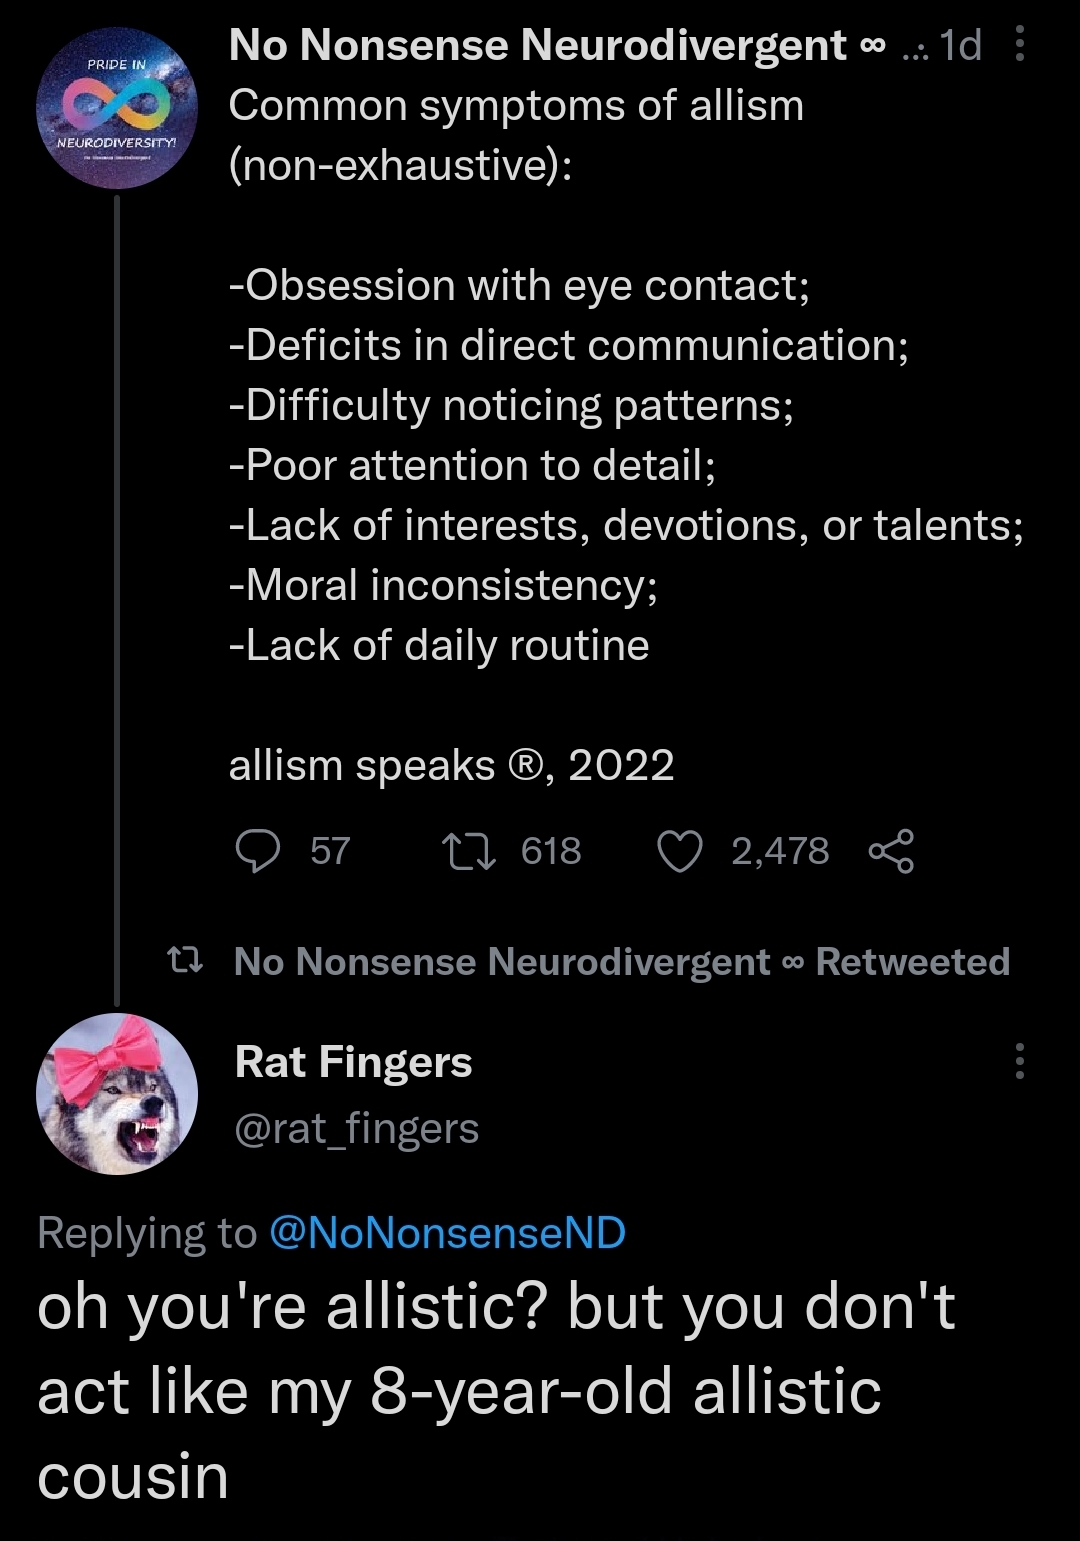 PRIDE IN
NEURODIVERSITY!
No Nonsense Neurodivergent ∞ ... 1d
Common symptoms of allism
(non-exhaustive):
-Obsession with eye contact;
-Deficits in direct communication;
-Difficulty noticing patterns;
-Poor attention to detail;
-Lack of interests, devotions, or talents;
-Moral inconsistency;
-Lack of daily routine
allism speaks ®, 2022
57 618 2,478
No Nonsense Neurodivergent ∞ Retweeted
Rat Fingers
@rat_fingers
Replying to @NoNonsenseND
oh you're allistic? but you don't
act like my 8-year-old allistic
cousin